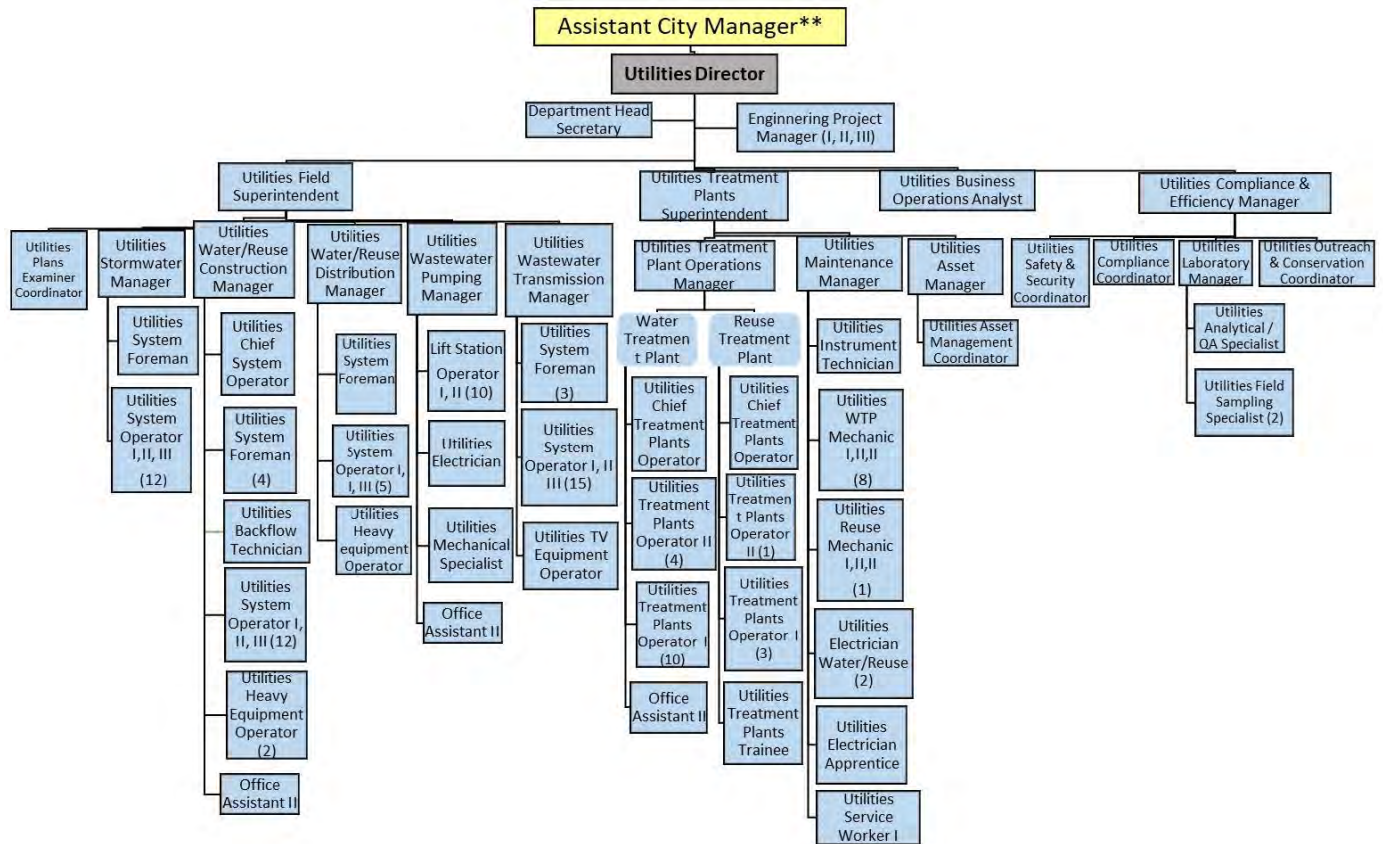 Assistant City Manager**
Utilities Director
Department Head
Secretary
Enginnering Project
Manager (I, II, III)
Utilities Field
Superintendent
Utilities Treatment
Plants
Superintendent
Utilities Business
Operations Analyst
Utilities Compliance &
Efficiency Manager
Utilities
Plans
Examiner
Coordinator
Utilities
Stormwater
Manager
Utilities
Water/Reuse
Construction
Manager
Utilities
Water/Reuse
Distribution
Manager
Utilities
Wastewater
Pumping
Manager
Utilities
Wastewater
Transmission
Manager
Utilities Treatment
Plant Operations
Manager
Utilities
Maintenance
Manager
Utilities
Asset
Manager
Utilities
Safety &
Security
Coordinator
Utilities
Compliance
Coordinator
Utilities
Laboratory
Manager
Utilities Outreach
& Conservation
Coordinator
Utilities
System
Foreman
Utilities
System
Operator
I,II, III
(12)
Utilities
Chief
System
Operator
Utilities
System
Foreman
(4)
Utilities
Backflow
Technician
Utilities
System
Operator I,
II, III (12)
Utilities
Heavy
Equipment
Operator
(2)
Office
Assistant II
Utilities
System
Foreman
Utilities
System
Operator I,
I, III (5)
Utilities
Heavy
equipment
Operator
Lift Station
Operator
I, II (10)
Utilities
Electrician
Utilities
Mechanical
Specialist
Office
Assistant II
Utilities
System
Foreman
(3)
Utilities
System
Operator I, II
III (15)
Utilities TV
Equipment
Operator
Water
Treatmen
t Plant
Utilities
Chief
Treatment
Plants
Operator
Utilities
Treatment
Plants
Operator II
(4)
Utilities
Treatment
Plants
Operator I
(10)
Office
Assistant II
Reuse
Treatment
Plant
Utilities
Chief
Treatment
Plants
Operator
Utilities
Treatmen
t Plants
Operator
II (1)
Utilities
Treatment
Plants
Operator I
(3)
Utilities
Treatment
Plants
Trainee
Utilities
Instrument
Technician
Utilities
WTP
Mechanic
I,II,II
(8)
Utilities
Reuse
Mechanic
I,II,II
(1)
Utilities
Electrician
Water/Reuse
(2)
Utilities
Electrician
Apprentice
Utilities
Service
Worker I
Utilities Asset
Management
Coordinator
Utilities
Analytical /
QA Specialist
Utilities Field
Sampling
Specialist (2)